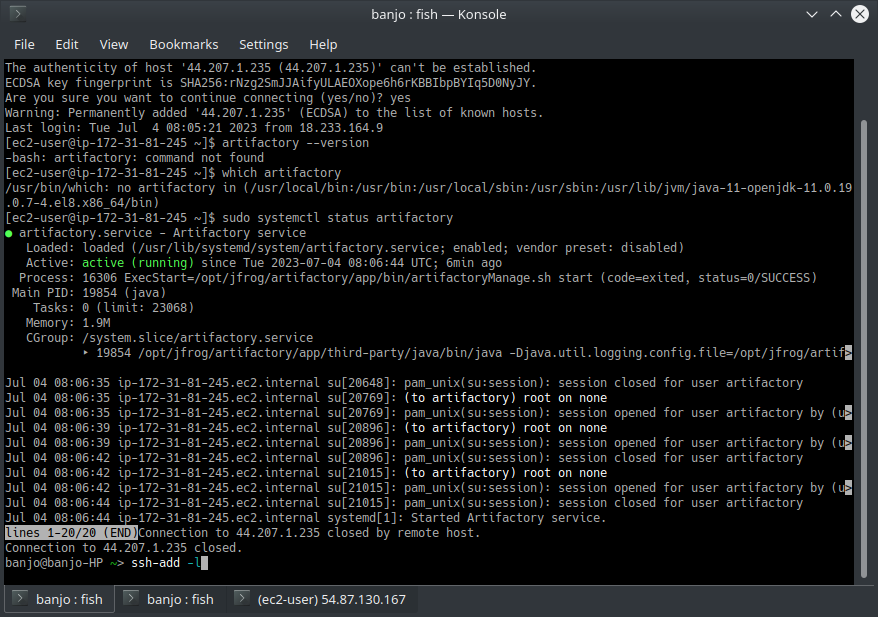 banjo : fish — Konsole
File Edit View Bookmarks Settings Help
The authenticity of host '44.207.1.235 (44.207.1.235)' can't be established.
ECDSA key fingerprint is SHA256:rNzg2SmJJAifyULAEOXope6h6rKBBIbpBYIq5D0NyJY.
Are you sure you want to continue connecting (yes/no)? yes
Warning: Permanently added '44.207.1.235' (ECDSA) to the list of known hosts.
Last login: Tue Jul  4 08:05:21 2023 from 18.233.164.9
[ec2-user@ip-172-31-81-245 ~]$ artifactory --version
-bash: artifactory: command not found
[ec2-user@ip-172-31-81-245 ~]$ which artifactory
/usr/bin/which: no artifactory in (/usr/local/bin:/usr/bin:/usr/local/sbin:/usr/sbin:/usr/lib/jvm/java-11-openjdk-11.0.19
.0.7-4.el8.x86_64/bin)
[ec2-user@ip-172-31-81-245 ~]$ sudo systemctl status artifactory
● artifactory.service - Artifactory service
   Loaded: loaded (/usr/lib/systemd/system/artifactory.service; enabled; vendor preset: disabled)
   Active: active (running) since Tue 2023-07-04 08:06:44 UTC; 6min ago
  Process: 16306 ExecStart=/opt/jfrog/artifactory/app/bin/artifactoryManage.sh start (code=exited, status=0/SUCCESS)
 Main PID: 19854 (java)
    Tasks: 0 (limit: 23068)
   Memory: 1.9M
   CGroup: /system.slice/artifactory.service
           ‣ 19854 /opt/jfrog/artifactory/app/third-party/java/bin/java -Djava.util.logging.config.file=/opt/jfrog/artif>
Jul 04 08:06:35 ip-172-31-81-245.ec2.internal su[20648]: pam_unix(su:session): session closed for user artifactory
Jul 04 08:06:35 ip-172-31-81-245.ec2.internal su[20769]: (to artifactory) root on none
Jul 04 08:06:35 ip-172-31-81-245.ec2.internal su[20769]: pam_unix(su:session): session opened for user artifactory by (u>
Jul 04 08:06:39 ip-172-31-81-245.ec2.internal su[20896]: (to artifactory) root on none
Jul 04 08:06:39 ip-172-31-81-245.ec2.internal su[20896]: pam_unix(su:session): session opened for user artifactory by (u>
Jul 04 08:06:42 ip-172-31-81-245.ec2.internal su[20896]: pam_unix(su:session): session closed for user artifactory
Jul 04 08:06:42 ip-172-31-81-245.ec2.internal su[21015]: (to artifactory) root on none
Jul 04 08:06:42 ip-172-31-81-245.ec2.internal su[21015]: pam_unix(su:session): session opened for user artifactory by (u>
Jul 04 08:06:44 ip-172-31-81-245.ec2.internal su[21015]: pam_unix(su:session): session closed for user artifactory
Jul 04 08:06:44 ip-172-31-81-245.ec2.internal systemd[1]: Started Artifactory service.
lines 1-20/20 (END)Connection to 44.207.1.235 closed by remote host.
Connection to 44.207.1.235 closed.
banjo@banjo-HP ~> ssh-add -l
banjo : fish banjo : fish (ec2-user) 54.87.130.167